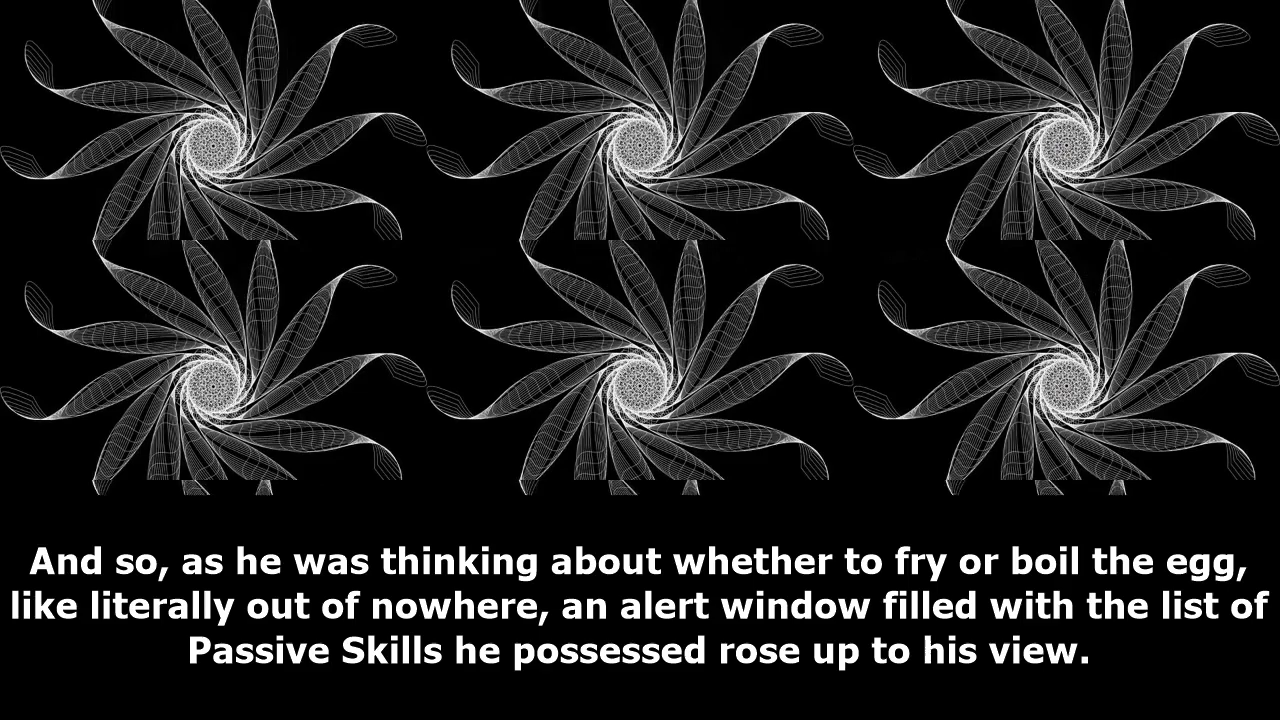 And so, as he was thinking about whether to fry or boil the egg,
like literally out of nowhere, an alert window filled with the list of
Passive Skills he possessed rose up to his view.